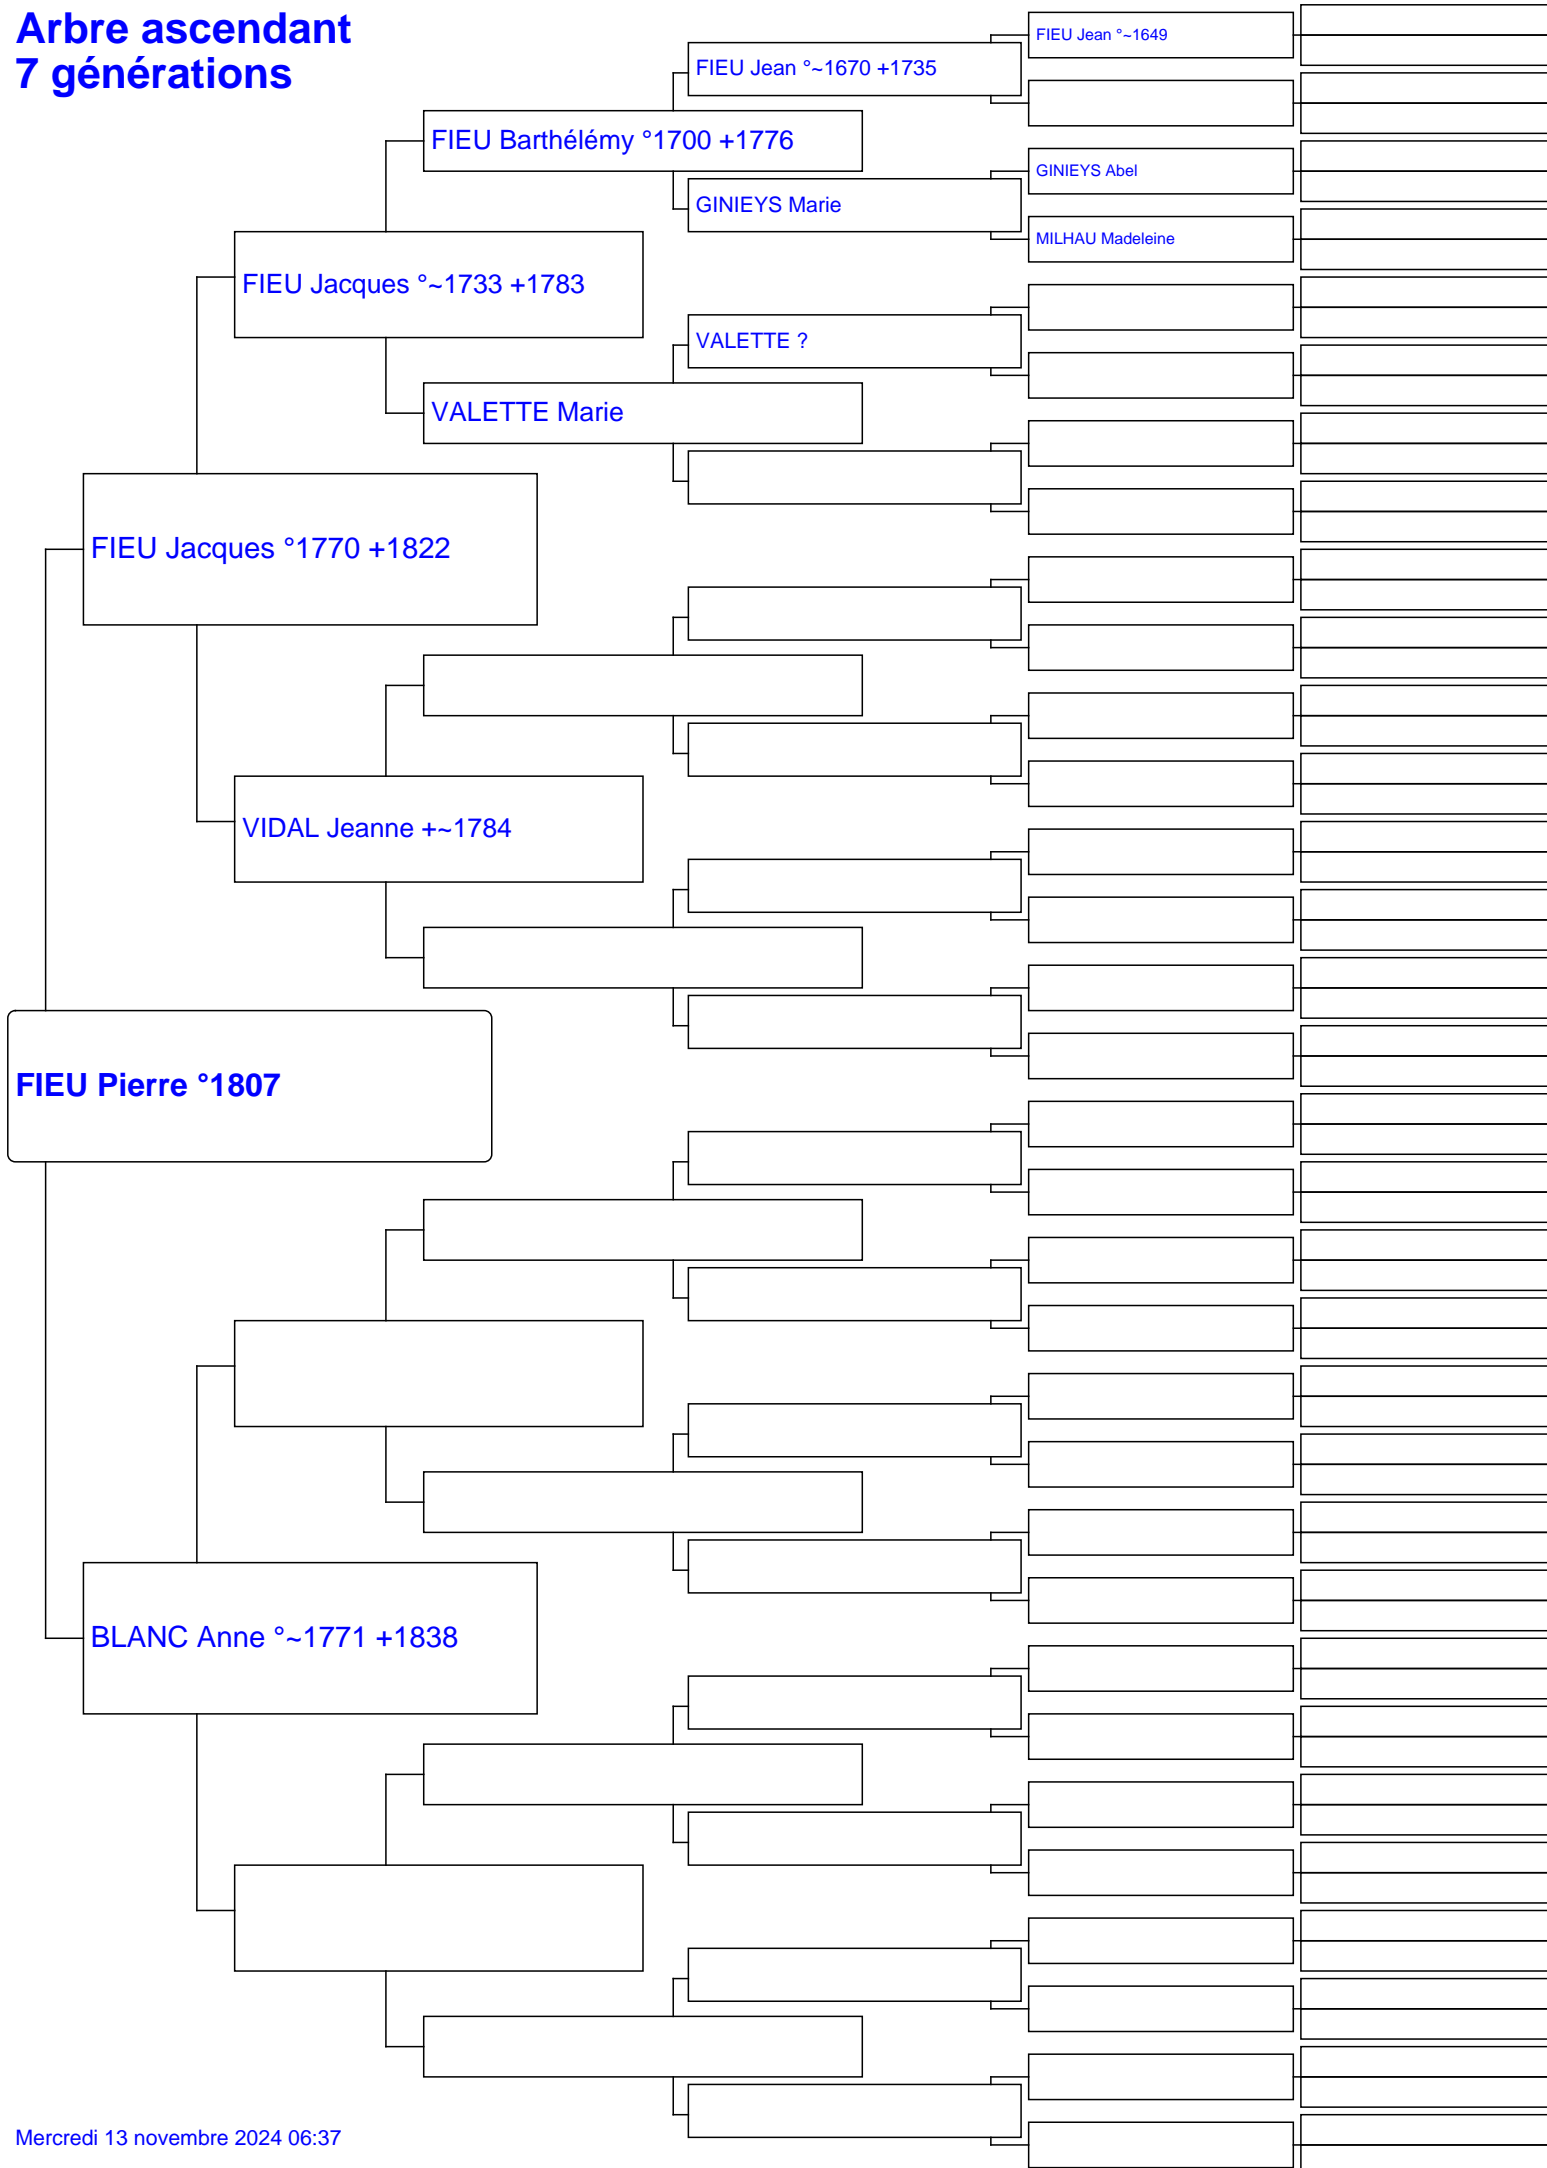 Arbre ascendant
7 générations
FIEU Jean °~1649
FIEU Jean °~1670 +1735
FIEU Barthélémy °1700 +1776
GINIEYS Abel
GINIEYS Marie
MILHAU Madeleine
FIEU Jacques °~1733 +1783
VALETTE ?
VALETTE Marie
FIEU Jacques °1770 +1822
VIDAL Jeanne +~1784
FIEU Pierre °1807
BLANC Anne °~1771 +1838
Mercredi 13 novembre 2024 06:37